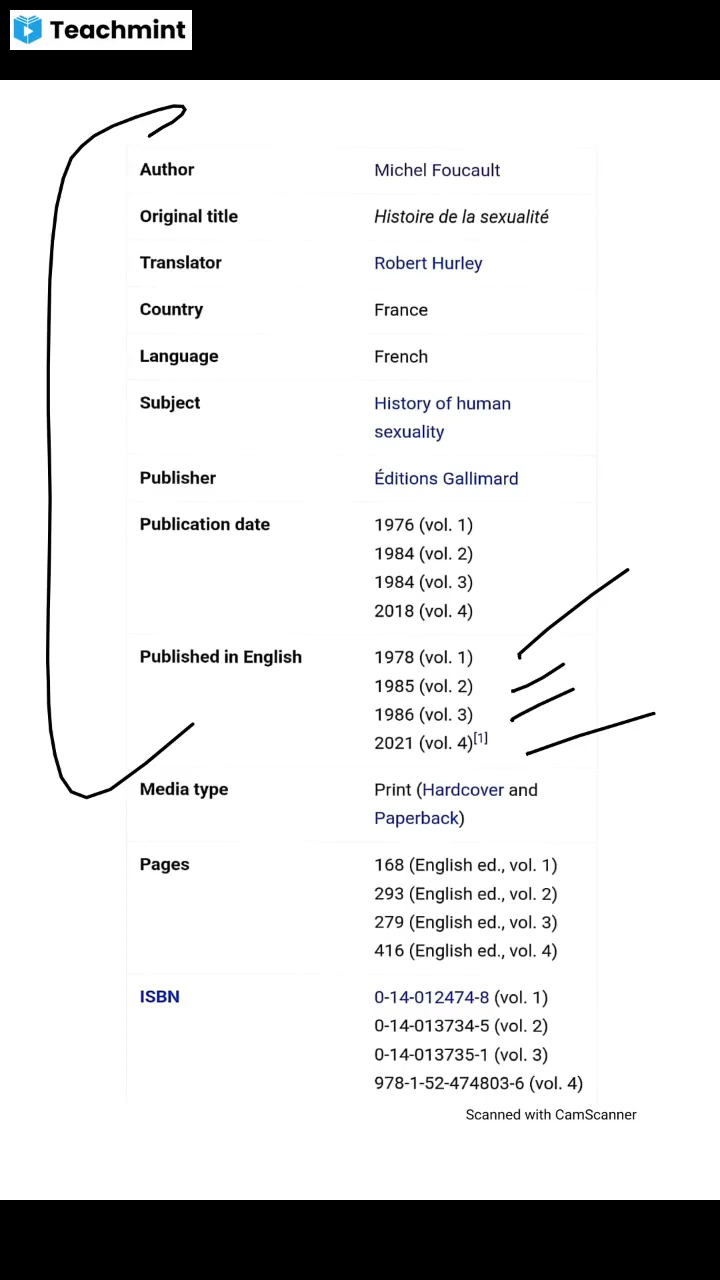 Teachmint
Author Michel Foucault
Original title Histoire de la sexualité
Translator Robert Hurley
Country France
Language French
Subject History of human
sexuality
Publisher Éditions Gallimard
Publication date 1976 (vol. 1)
1984 (vol. 2)
1984 (vol. 3)
2018 (vol. 4)
Published in English 1978 (vol. 1)
1985 (vol. 2)
1986 (vol. 3)
2021 (vol. 4)[1]
Media type Print (Hardcover and
Paperback)
Pages 168 (English ed., vol. 1)
293 (English ed., vol. 2)
279 (English ed., vol. 3)
416 (English ed., vol. 4)
ISBN 0-14-012474-8 (vol. 1)
0-14-013734-5 (vol. 2)
0-14-013735-1 (vol. 3)
978-1-52-474803-6 (vol. 4)
Scanned with CamScanner